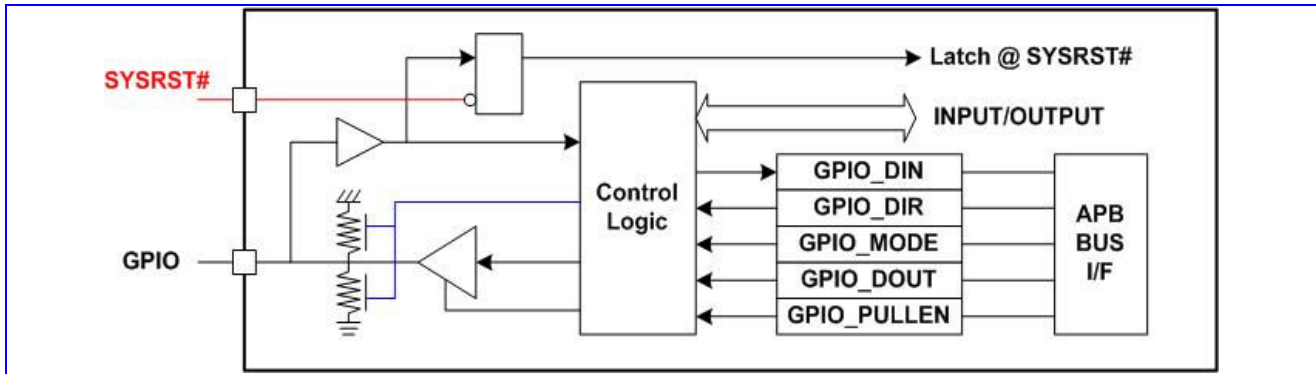 Latch @ SYSRST#
SYSRST#
INPUT/OUTPUT
GPIO_DIN
Control
Logic
GPIO_DIR
APB
BUS
I/F
GPIO_MODE
GPIO
GPIO_DOUT
GPIO_PULLEN